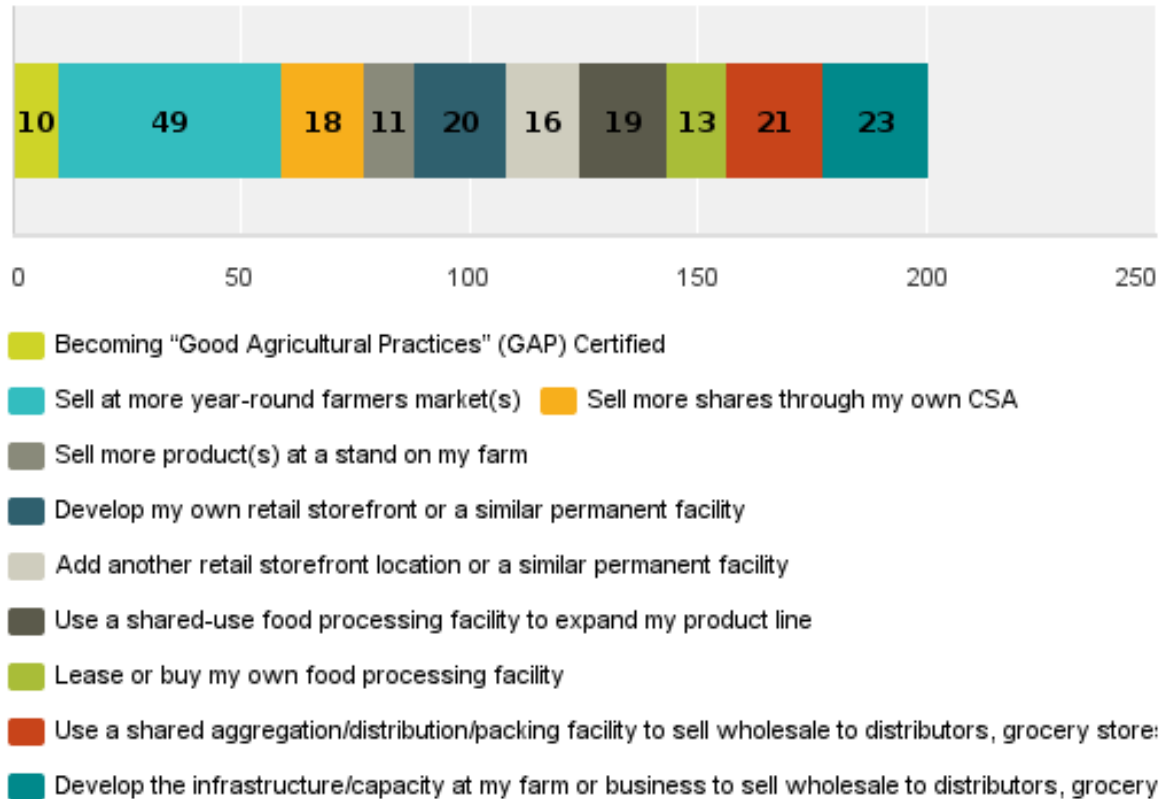 10 49 18 11 20 16 19 13 21 23
0 50 100 150 200 250
Becoming “Good Agricultural Practices” (GAP) Certified
Sell at more year-round farmers market(s) Sell more shares through my own CSA
Sell more product(s) at a stand on my farm
Develop my own retail storefront or a similar permanent facility
Add another retail storefront location or a similar permanent facility
Use a shared-use food processing facility to expand my product line
Lease or buy my own food processing facility
Use a shared aggregation/distribution/packing facility to sell wholesale to distributors, grocery stores
Develop the infrastructure/capacity at my farm or business to sell wholesale to distributors, grocery